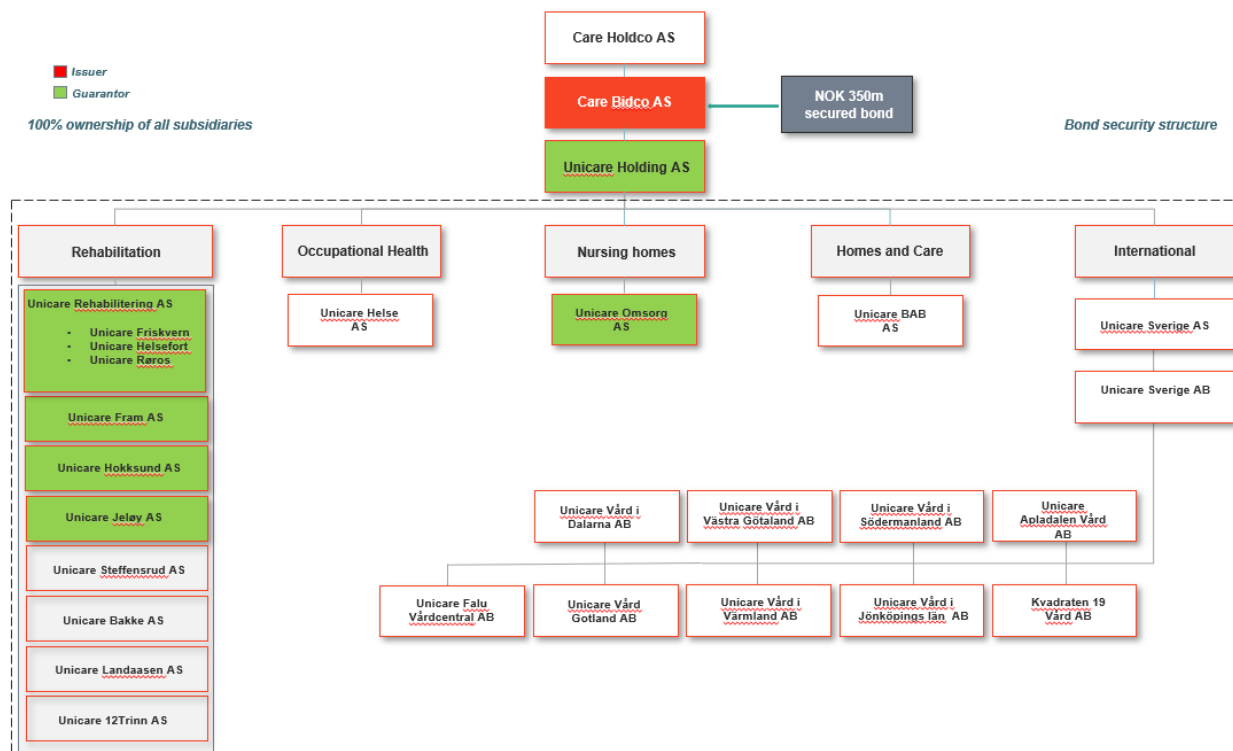 Care Holdco AS
Issuer
Guarantor
Care Bidco AS
NOK 350m
secured bond
100% ownership of all subsidiaries
Bond security structure
Unicare Holding AS
Rehabilitation
Occupational Health
Nursing homes
Homes and Care
International
Unicare Rehabilitering AS
• Unicare Friskvern
• Unicare Helsefort
• Unicare Røros
Unicare Helse
AS
Unicare Omsorg
AS
Unicare BAB
AS
Unicare Sverige AS
Unicare Sverige AB
Unicare Fram AS
Unicare Hokksund AS
Unicare Jeløy AS
Unicare Steffensrud AS
Unicare Bakke AS
Unicare Landaasen AS
Unicare 12Trinn AS
Unicare Vård i
Dalarna AB
Unicare Vård i
Västra Götaland AB
Unicare Vård i
Södermanland AB
Unicare
Apladalen Vård
AB
Unicare Falu
Vårdcentral AB
Unicare Vård
Gotland AB
Unicare Vård i
Värmland AB
Unicare Vård i
Jönköpings län AB
Kvadraten 19
Vård AB